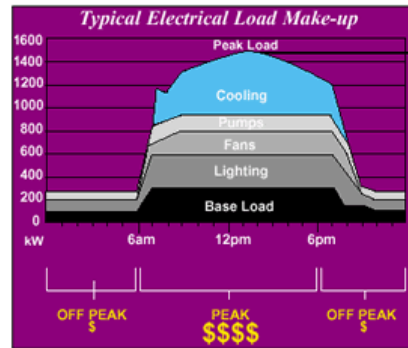 Typical Electrical Load Make-up
1600
Peak Load
1400
1200
Cooling
1000
Pumps
800
Fans
600
Lighting
400
200
Base Load
0
kW
6am
12pm
6pm
OFF PEAK
$
PEAK
$$$$
OFF PEAK
$